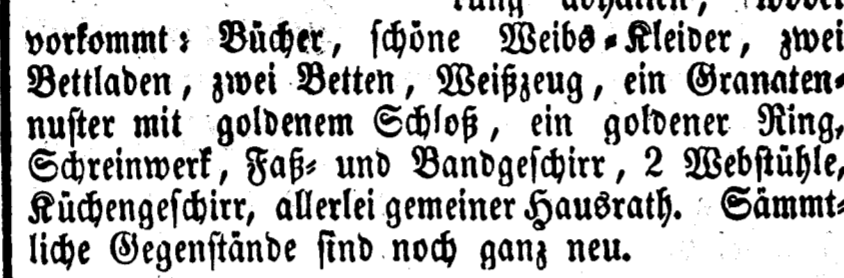 vorkommt: Bücher, schöne Weibs-Kleider, zwei
Bettladen, zwei Betten, Weißzeug, ein Granaten-
nuster mit goldenem Schloß, ein goldener Ring,
Schreinwerk, Faß- und Bandgeschirr, 2 Webstühle,
Küchengeschirr, allerlei gemeiner Hausrath. Sämmt-
liche Gegenstände sind noch ganz neu.